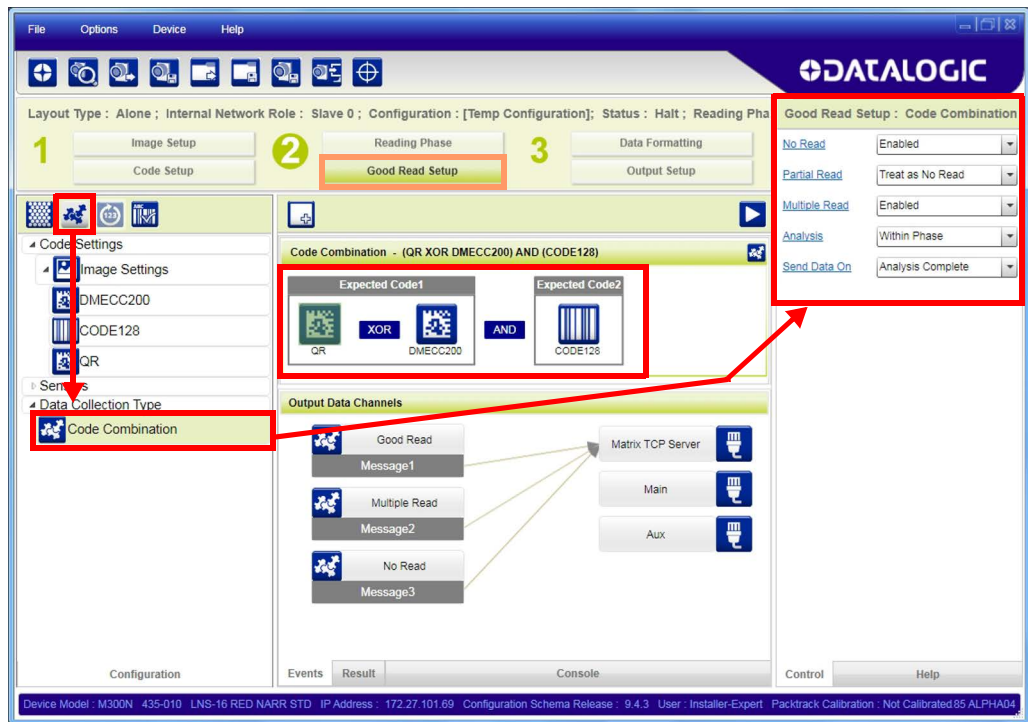 File Options Device Help
DATALOGIC
Layout Type : Alone ; Internal Network Role : Slave 0 ; Configuration : [Temp Configuration]; Status : Halt ; Reading Pha
1
Image Setup
Code Setup
2
Reading Phase
Good Read Setup
3
Data Formatting
Output Setup
123
Code Settings
Image Settings
DMECC200
CODE128
QR
Data Collection Type
Code Combination
Configuration
Code Combination - (QR XOR DMECC200) AND (CODE128)
Expected Code1
Expected Code2
QR
XOR
DMECC200
AND
CODE128
Output Data Channels
Good Read
Message1
Multiple Read
Message2
No Read
Message3
Matrix TCP Server
Main
Aux
Events Result Console
Good Read Setup : Code Combination
No Read Enabled
Partial Read Treat as No Read
Multiple Read Enabled
Analysis Within Phase
Send Data On Analysis Complete
Control Help
Device Model : M300N 435-010 LNS-16 RED NARR STD IP Address : 172.27.101.69 Configuration Schema Release : 9.4.3 User : Installer-Expert Packtrack Calibration : Not Calibrated.85 ALPHA04